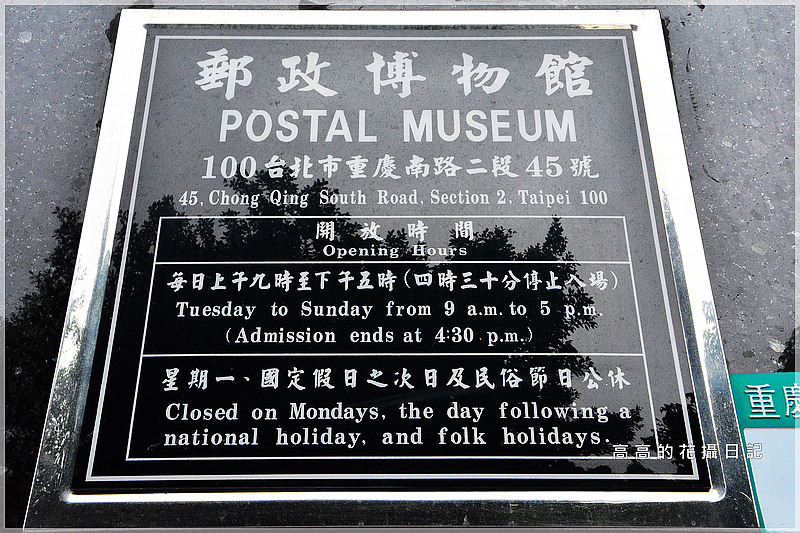 郵政博物館
POSTAL MUSEUM
100台北市重慶南路二段45號
45, Chong Qing South Road, Section 2, Taipei 100
開放時間
Opening Hours
每日上午九時至下午五時(四時三十分停止入場)
Tuesday to Sunday from 9 a.m. to 5 p.m.
(Admission ends at 4:30 p.m.)
星期一、國定假日之次日及民俗節日公休
Closed on Mondays, the day following a
national holiday, and folk holidays.
高高的花攝日記
重慶